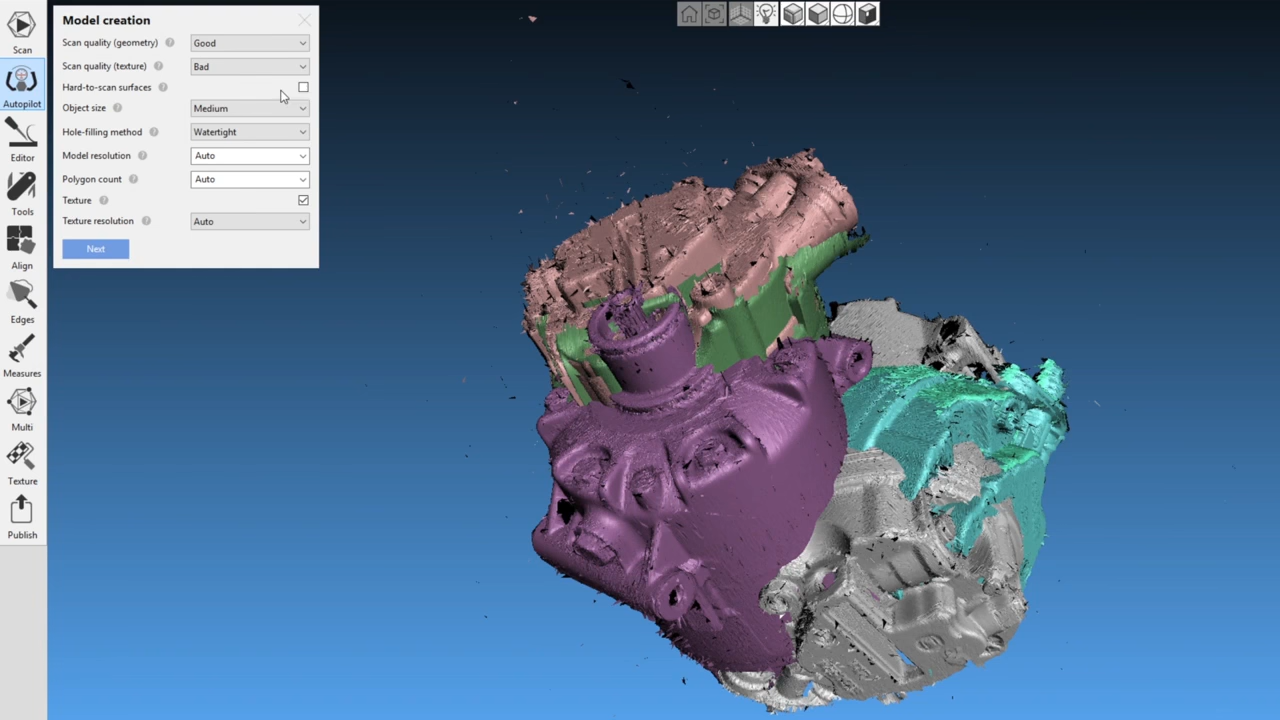 Model creation
Scan quality (geometry) ? Good
Scan quality (texture) ? Bad
Hard-to-scan surfaces ?
Object size ? Medium
Hole-filling method ? Watertight
Model resolution ? Auto
Polygon count ? Auto
Texture ?
Texture resolution ? Auto
Next
Scan
Autopilot
Editor
Tools
Align
Edges
Measures
Multi
Texture
Publish